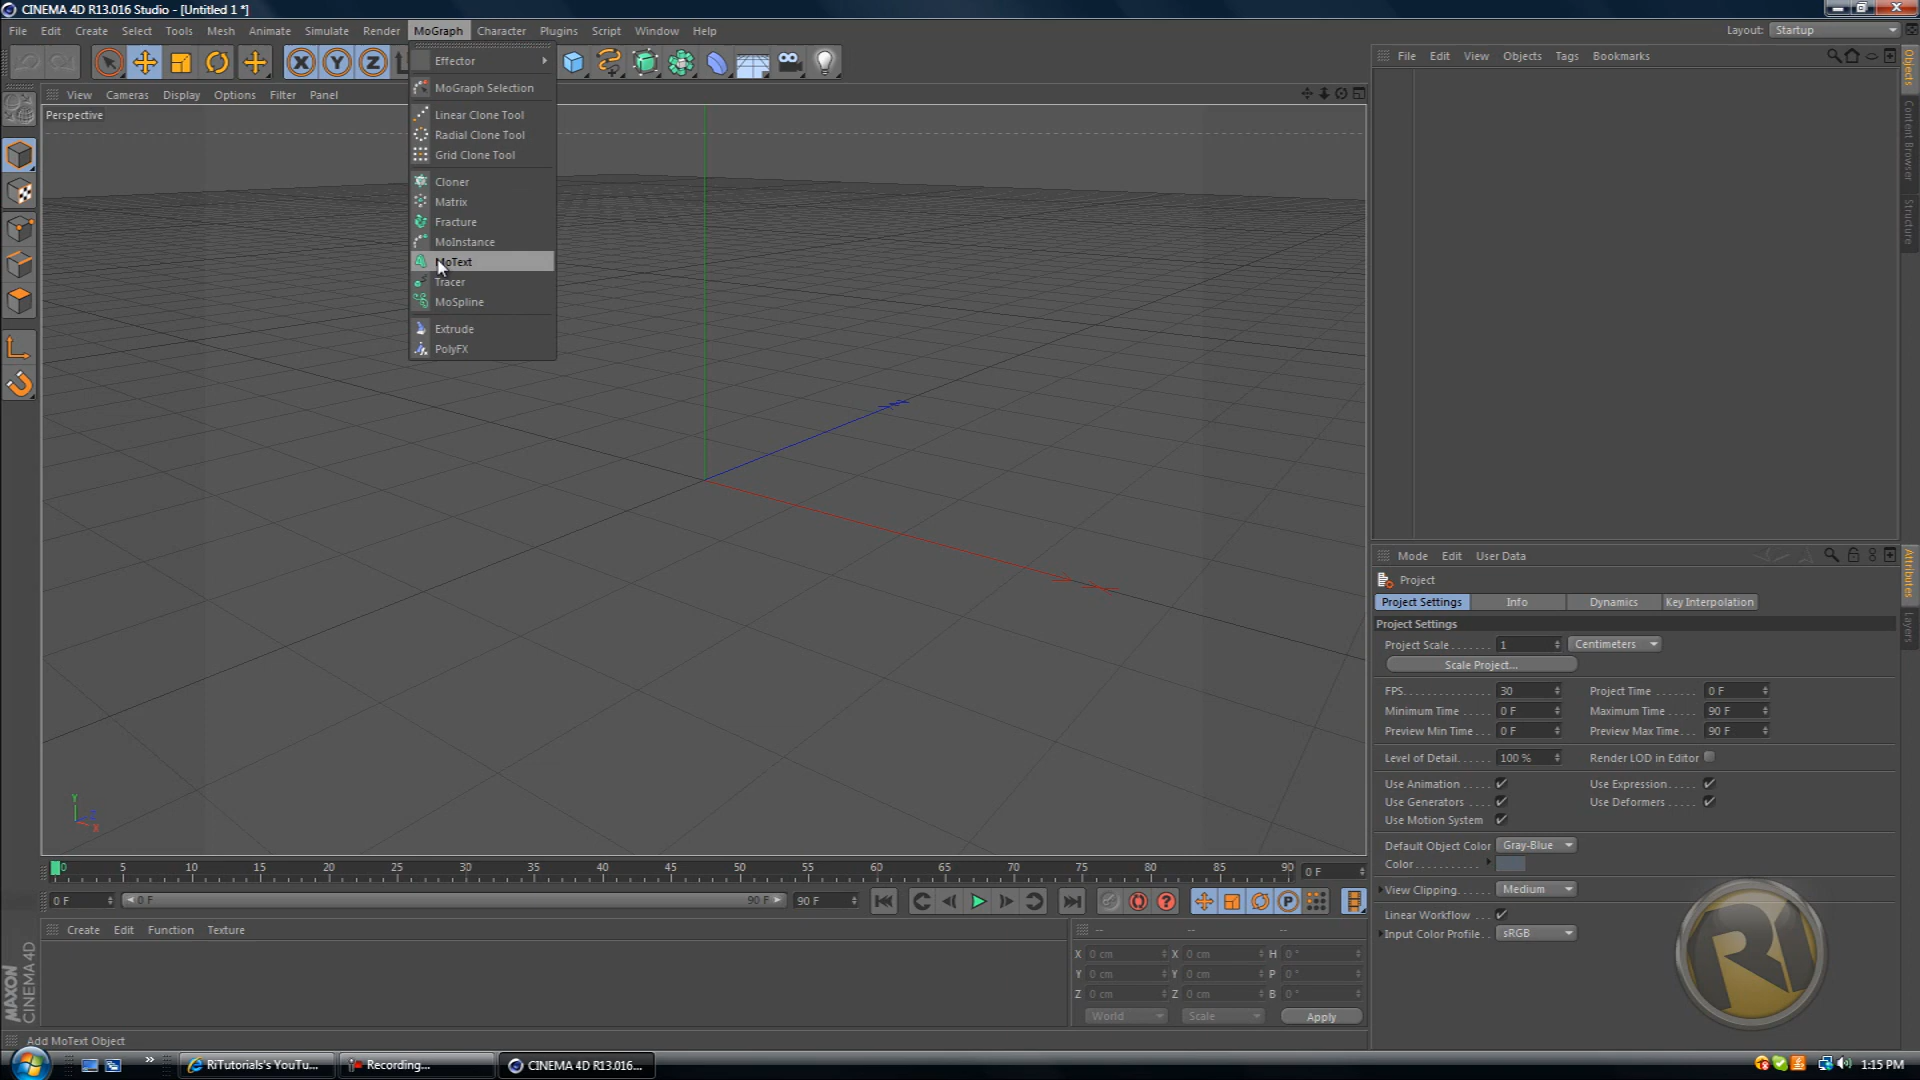 CINEMA 4D R13.016 Studio - [Untitled 1 *]
File Edit Create Select Tools Mesh Animate Simulate Render MoGraph Character Plugins Script Window Help
Layout: Startup
Effector
MoGraph Selection
Linear Clone Tool
Radial Clone Tool
Grid Clone Tool
Cloner
Matrix
Fracture
MoInstance
MoText
Tracer
MoSpline
Extrude
PolyFX
X Y Z
View Cameras Display Options Filter Panel
Perspective
File Edit View Objects Tags Bookmarks
Objects
Content Browser
Structure
Mode Edit User Data
Attributes
Layers
Project
Project Settings Info Dynamics Key Interpolation
Project Settings
Project Scale 1 Centimeters
Scale Project...
FPS 30 Project Time 0 F
Minimum Time 0 F Maximum Time 90 F
Preview Min Time 0 F Preview Max Time 90 F
Level of Detail 100 % Render LOD in Editor
Use Animation Use Expression
Use Generators Use Deformers
Use Motion System
Default Object Color Gray-Blue
Color
View Clipping Medium
Linear Workflow
Input Color Profile sRGB
RI
Y
Z
X
0 5 10 15 20 25 30 35 40 45 50 55 60 65 70 75 80 85 90 0 F
0 F 0 F 90 F 90 F P
Create Edit Function Texture
-- -- --
X 0 cm X 0 cm H 0 °
Y 0 cm Y 0 cm P 0 °
Z 0 cm Z 0 cm B 0 °
World Scale Apply
MAXON
CINEMA 4D
Add MoText Object
RiTutorials's YouTu... Recording... CINEMA 4D R13.016... 1:15 PM